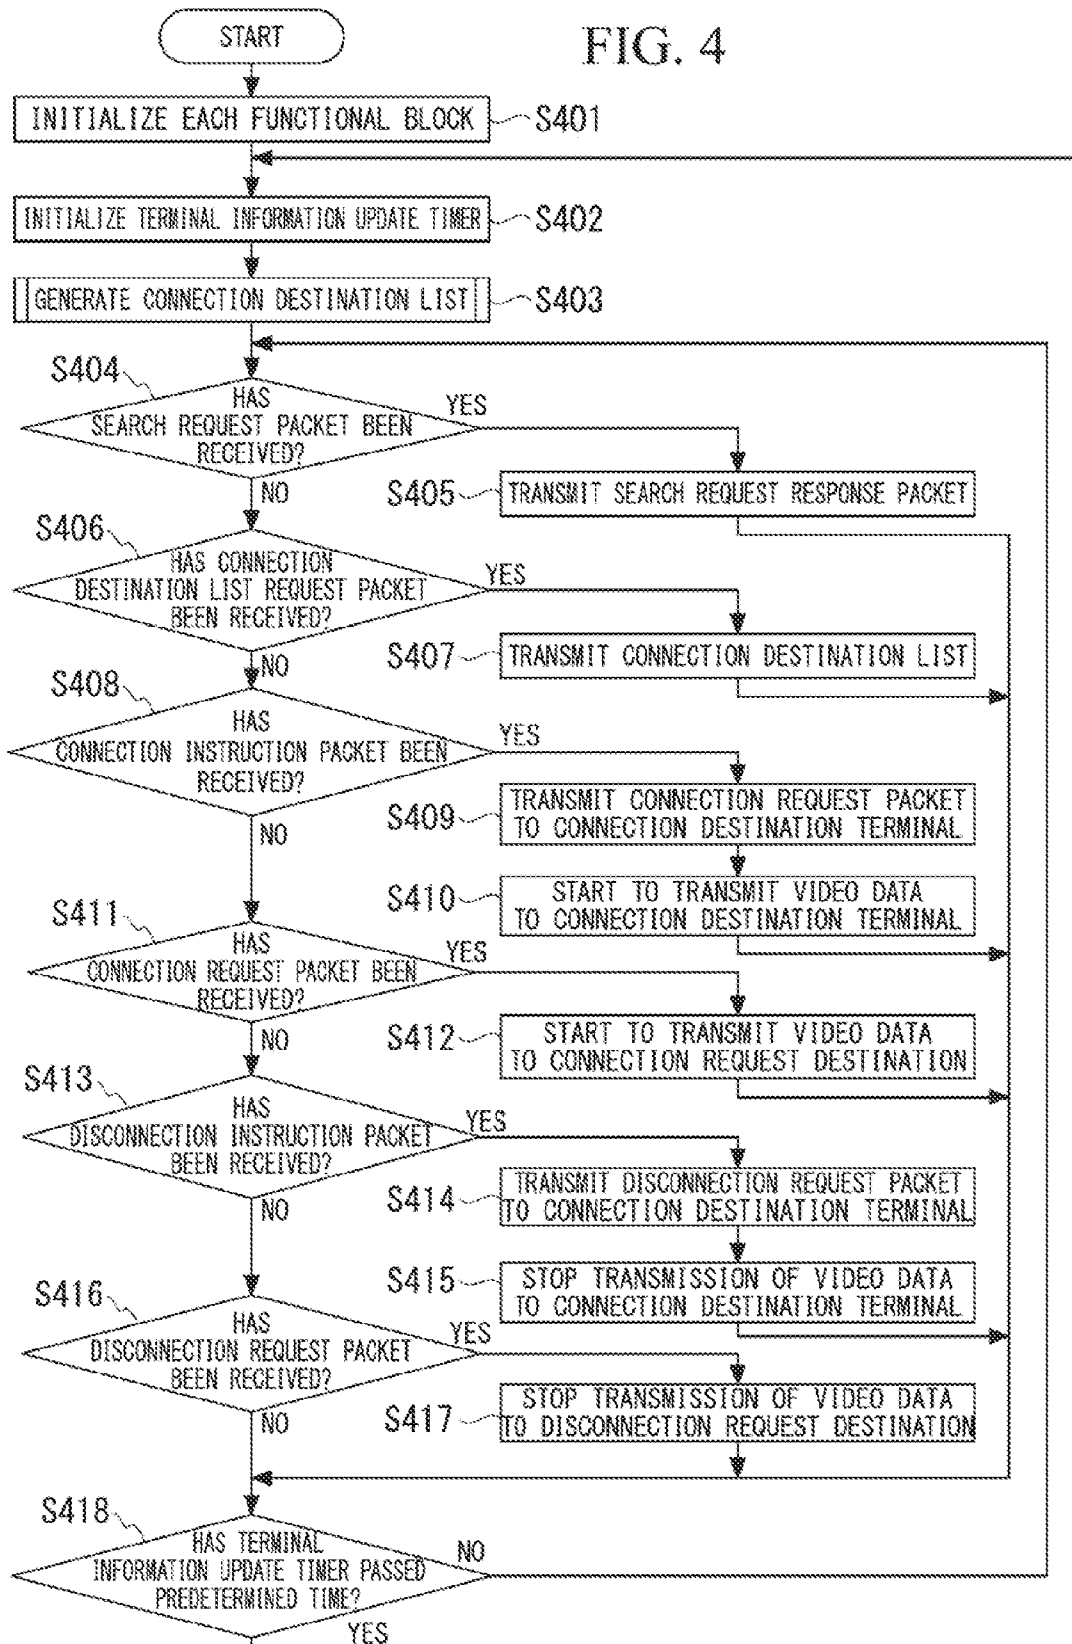 START
FIG. 4
INITIALIZE EACH FUNCTIONAL BLOCK
S401
INITIALIZE TERMINAL INFORMATION UPDATE TIMER
S402
GENERATE CONNECTION DESTINATION LIST
S403
S404
HAS
SEARCH REQUEST PACKET BEEN
RECEIVED?
YES
NO
S405
TRANSMIT SEARCH REQUEST RESPONSE PACKET
S406
HAS CONNECTION
DESTINATION LIST REQUEST PACKET
BEEN RECEIVED?
YES
NO
S407
TRANSMIT CONNECTION DESTINATION LIST
S408
HAS
CONNECTION INSTRUCTION PACKET BEEN
RECEIVED?
YES
NO
S409
TRANSMIT CONNECTION REQUEST PACKET
TO CONNECTION DESTINATION TERMINAL
S410
START TO TRANSMIT VIDEO DATA
TO CONNECTION DESTINATION TERMINAL
S411
HAS
CONNECTION REQUEST PACKET BEEN
RECEIVED?
YES
NO
S412
START TO TRANSMIT VIDEO DATA
TO CONNECTION REQUEST DESTINATION
S413
HAS
DISCONNECTION INSTRUCTION PACKET
BEEN RECEIVED?
YES
NO
S414
TRANSMIT DISCONNECTION REQUEST PACKET
TO CONNECTION DESTINATION TERMINAL
S415
STOP TRANSMISSION OF VIDEO DATA
TO CONNECTION DESTINATION TERMINAL
S416
HAS
DISCONNECTION REQUEST PACKET
BEEN RECEIVED?
YES
NO
S417
STOP TRANSMISSION OF VIDEO DATA
TO DISCONNECTION REQUEST DESTINATION
S418
HAS TERMINAL
INFORMATION UPDATE TIMER PASSED
PREDETERMINED TIME?
NO
YES